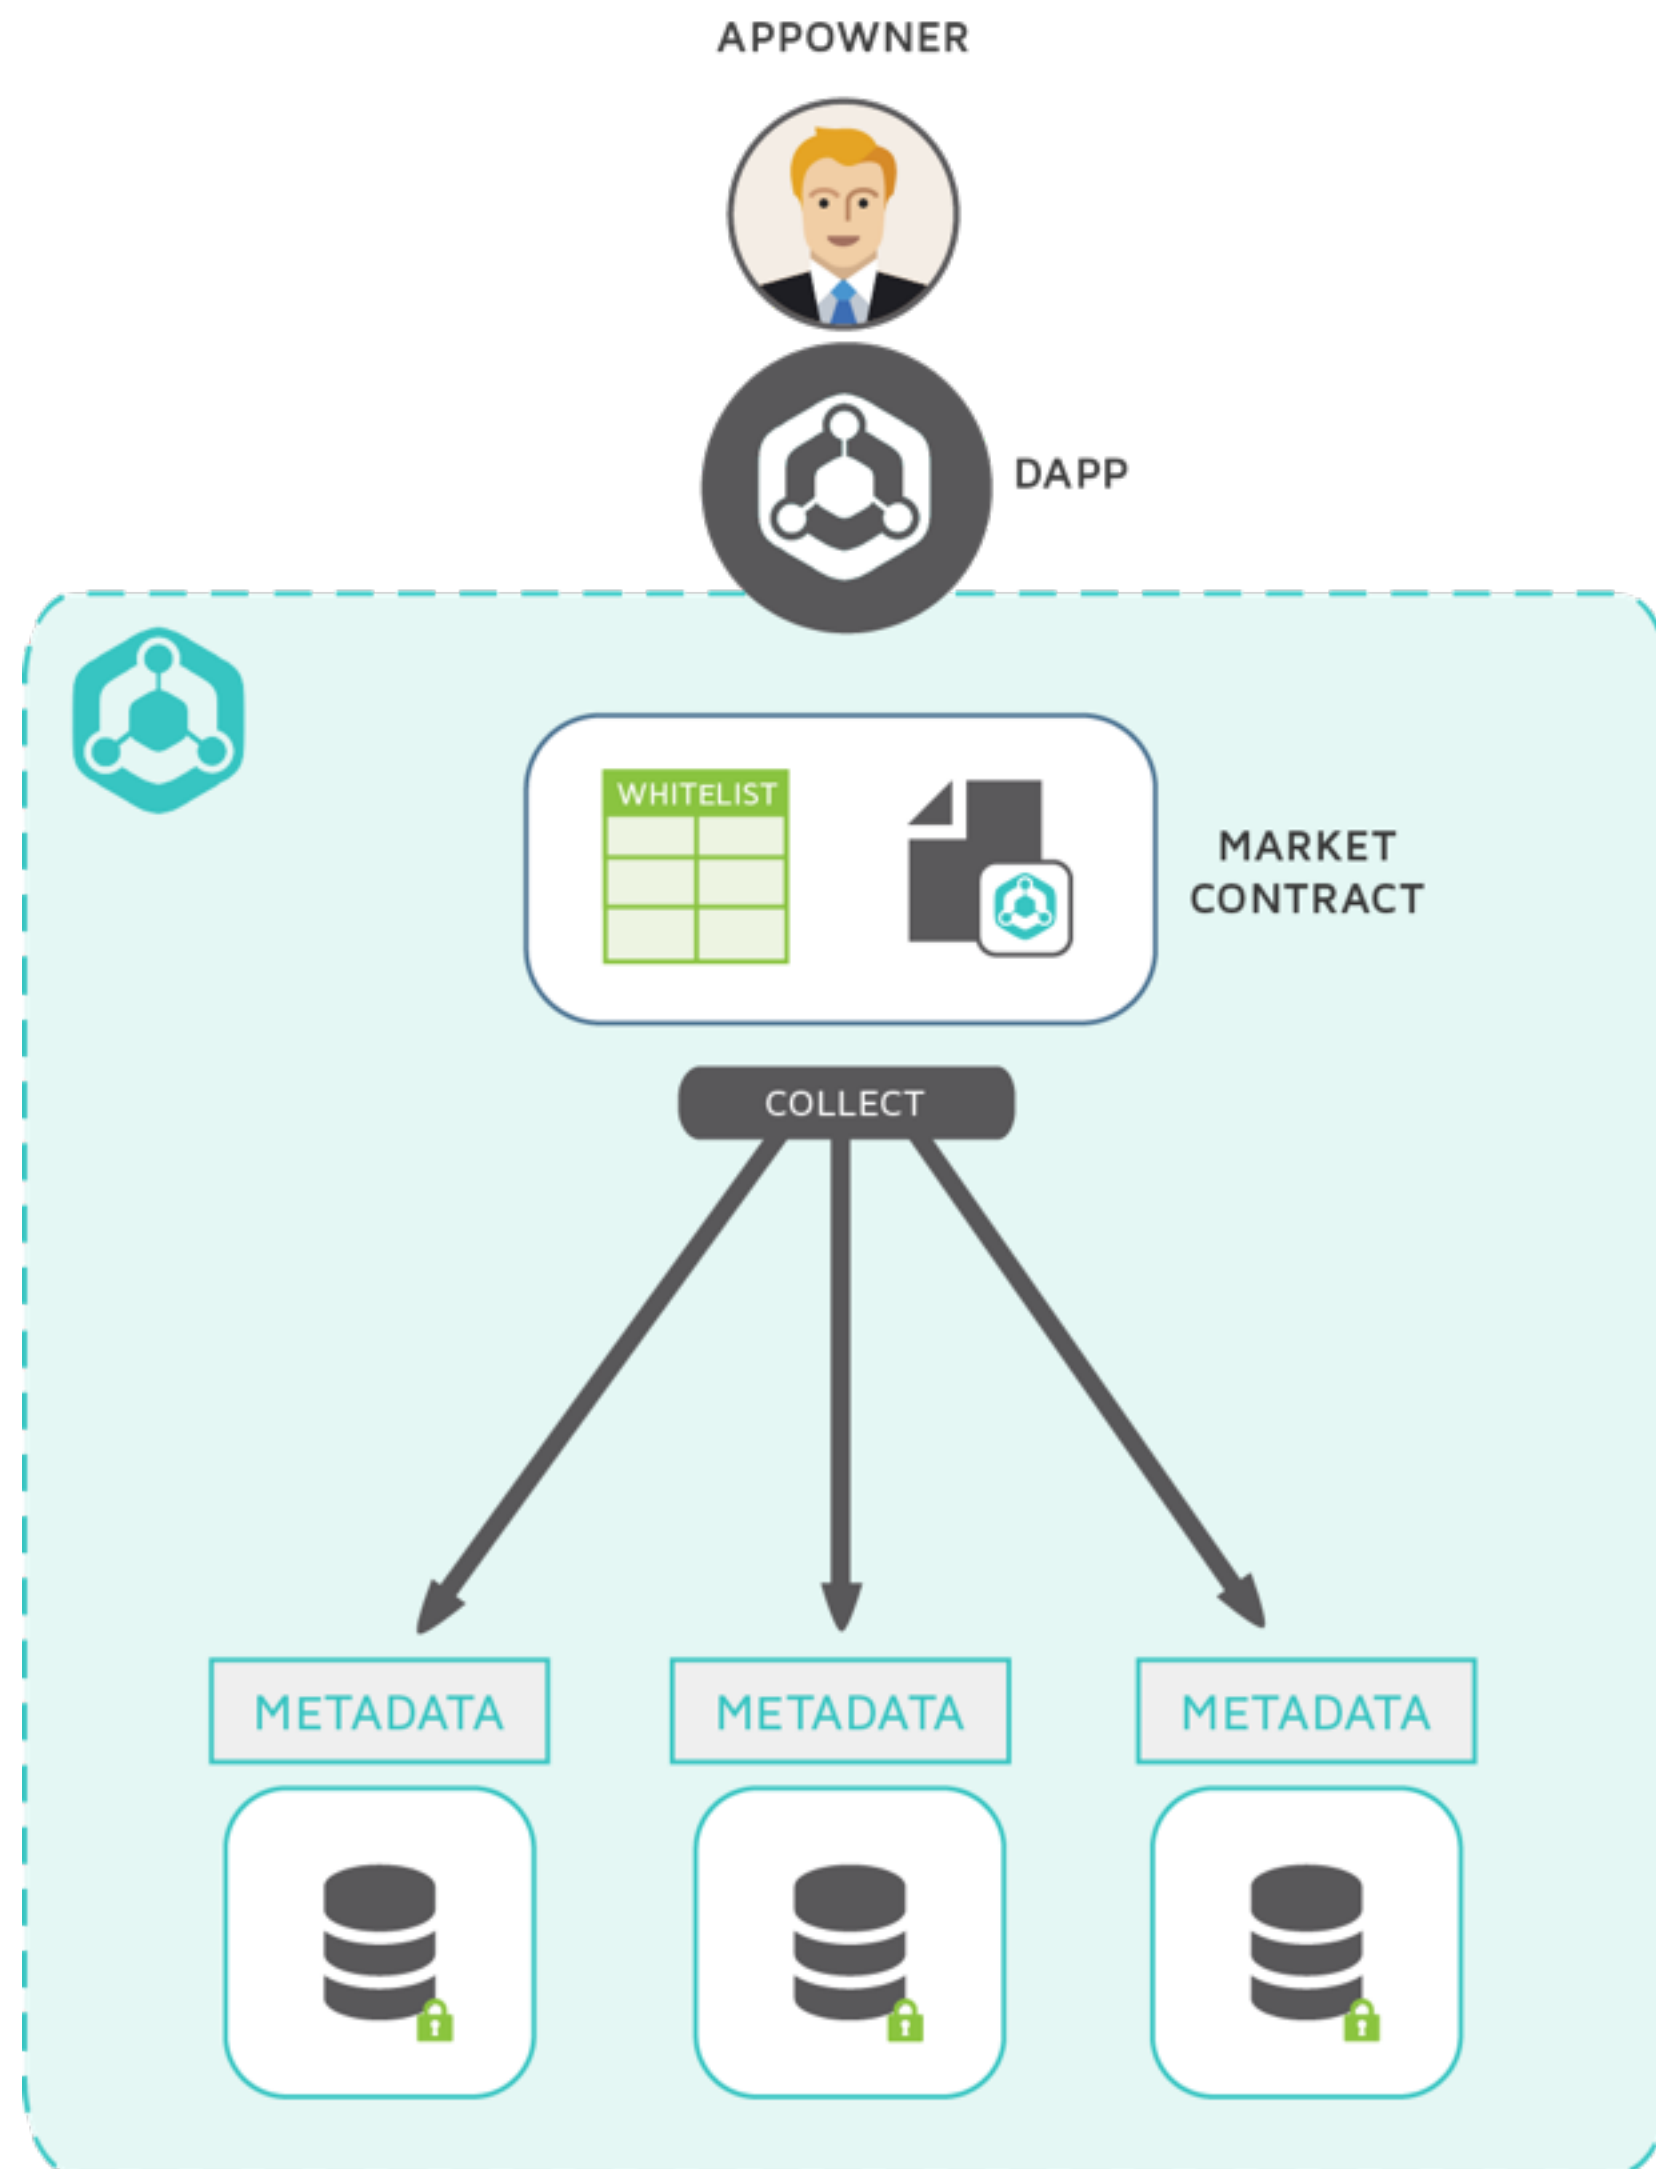 APPOWNER
DAPP
WHITELIST
MARKET
CONTRACT
COLLECT
METADATA
METADATA
METADATA